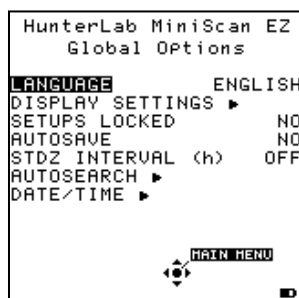 HunterLab MiniScan EZ
Global Options
LANGUAGE ENGLISH
DISPLAY SETTINGS ▶
SETUPS LOCKED NO
AUTOSAVE NO
STDZ INTERVAL (h) OFF
AUTOSEARCH ▶
DATE/TIME ▶
MAIN MENU